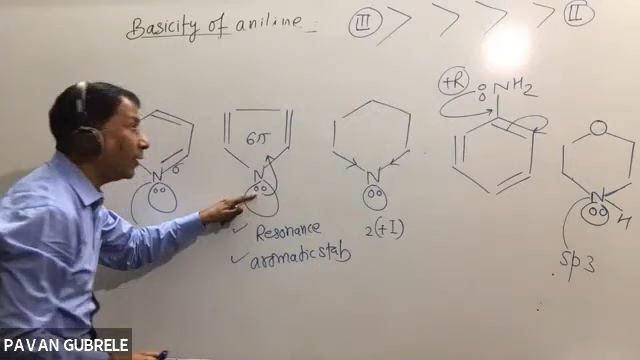 Basicity of aniline :
III > > > > II
+R
NH2
6π
N
N
N
N
H
2(+I)
Resonance
aromatic stab
sp3
PAVAN GUBRELE